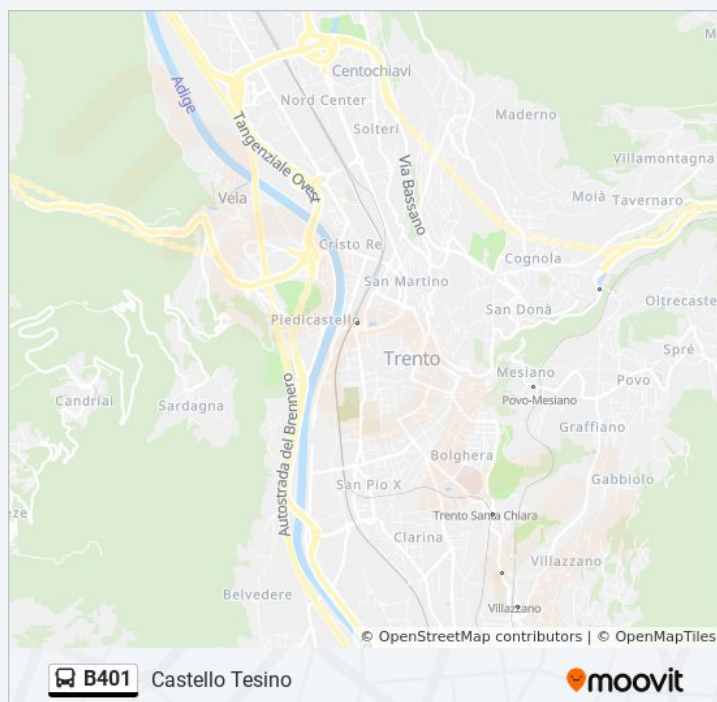 M
Centochiavi
Adige
Nord Center
Maderno
Solteri
Tangenziale Ovest
Via Bassano
Villamontagna
Vela
Moià
Tavernaro
Cristo Re
Cognola
San Martino
Oltrecaste
San Donà
Piedicastello
Spré
Trento
Mesiano
Povo
Candriai
Sardagna
Povo-Mesiano
Graffiano
Autostrada del Brennero
Bolghera
Gabbiolo
San Pio X
eze
Trento Santa Chiara
Clarina
Villazzano
Belvedere
Villazzano
© OpenStreetMap contributors | © OpenMapTiles
B401 Castello Tesino
moovit